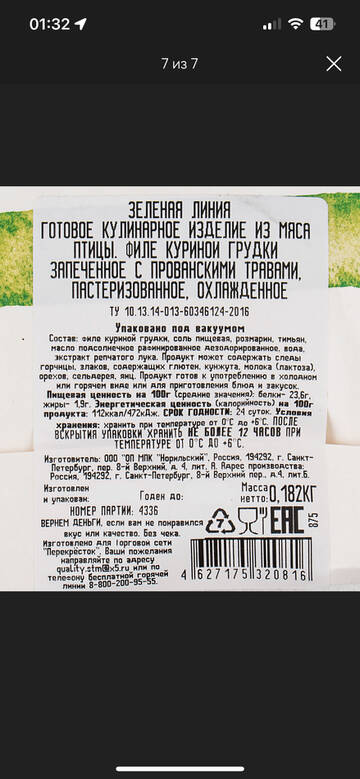 01:32
41
7 из 7
ЗЕЛЕНАЯ ЛИНИЯ
ГОТОВОЕ КУЛИНАРНОЕ ИЗДЕЛИЕ ИЗ МЯСА
ПТИЦЫ. ФИЛЕ КУРИНОЙ ГРУДКИ
ЗАПЕЧЕННОЕ С ПРОВАНСКИМИ ТРАВАМИ,
ПАСТЕРИЗОВАННОЕ, ОХЛАЖДЕННОЕ
ТУ 10.13.14-013-60346124-2016
Упаковано под вакуумом
Состав: филе куриной грудки, соль пищевая, розмарин, тимьян,
масло подсолнечное рафинированное дезодорированное, вода,
экстракт репчатого лука. Продукт может содержать следы
горчицы, злаков, содержащих глютен, кунжута, молока (лактоза),
орехов, сельдерея, яиц. Продукт готов к употреблению в холодном
или горячем виде или для приготовления блюд и закусок.
Пищевая ценность на 100г (средние значения): белки- 23,6г,
жиры- 1,9г. Энергетическая ценность (калорийность) на 100г
продукта: 112ккал/472кДж. СРОК ГОДНОСТИ: 24 суток. Условия
хранения: хранить при температуре от 0°С до +6°С. ПОСЛЕ
ВСКРЫТИЯ УПАКОВКИ ХРАНИТЬ НЕ БОЛЕЕ 12 ЧАСОВ ПРИ
ТЕМПЕРАТУРЕ ОТ 0°С ДО +6°С.
Изготовитель: ООО "ОП МПК "Норильский", Россия, 194292, г. Санкт-
Петербург, пер. 8-й Верхний, д. 4, лит. А. Адрес производства:
Россия, 194292, г. Санкт-Петербург, 8-й Верхний пер., д.4, лит.Б.
Изготовлен
и упакован:
Годен до:
Масса
нетто: 0,182КГ
НОМЕР ПАРТИИ: 4336
ВЕРНЕМ ДЕНЬГИ, если вам не понравился
вкус или качество. Без чека.
Изготовлено для Торговой сети
"Перекрёсток". Ваши пожелания
направляйте по адресу
quality.stm@x5.ru или по
телефону бесплатной горячей
линии 8-800-200-95-55.
7
EAC
875
4 627175 320816